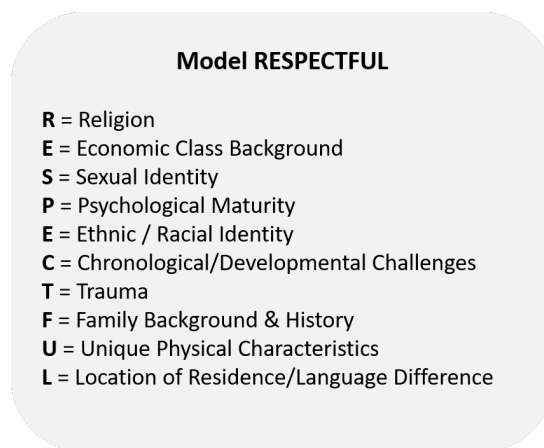 Model RESPECTFUL
R = Religion
E = Economic Class Background
S = Sexual Identity
P = Psychological Maturity
E = Ethnic / Racial Identity
C = Chronological/Developmental Challenges
T = Trauma
F = Family Background & History
U = Unique Physical Characteristics
L = Location of Residence/Language Difference